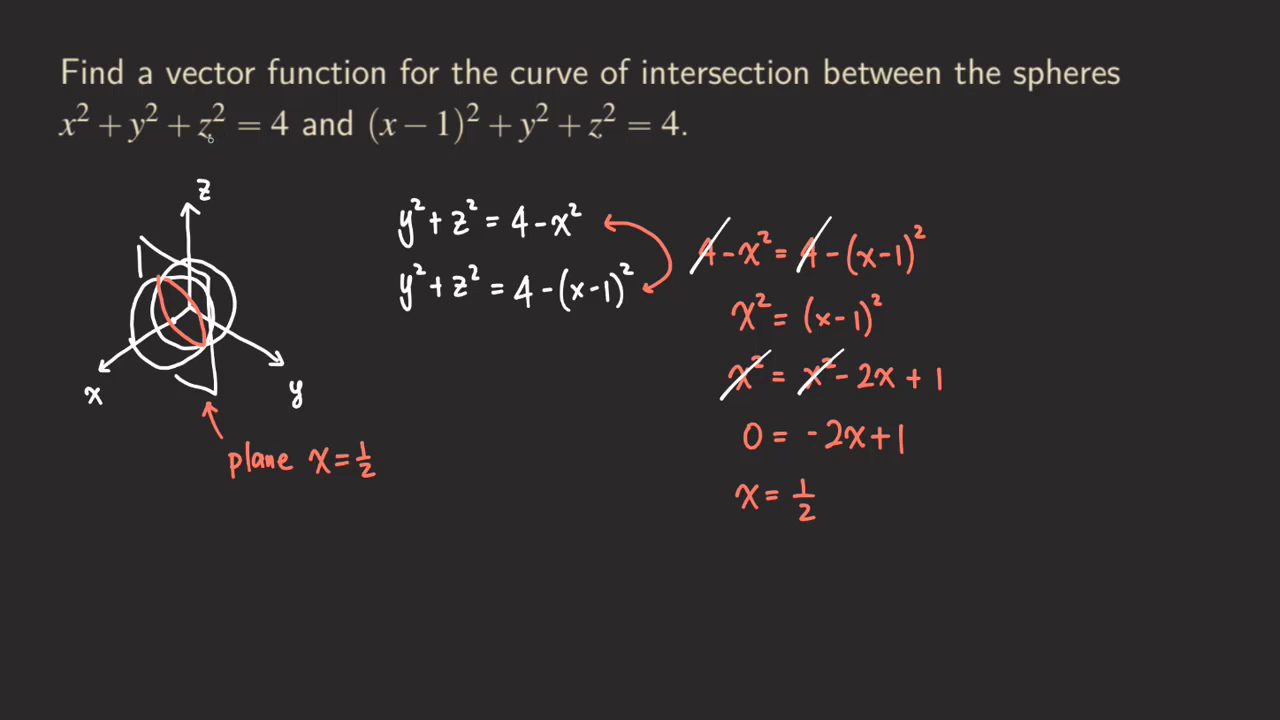 Find a vector function for the curve of intersection between the spheres
x² + y² + z² = 4 and (x − 1)² + y² + z² = 4.
z
x
y
plane x = 1/2
y² + z² = 4 - x²
y² + z² = 4 - (x-1)²
4 - x² = 4 - (x-1)²
x² = (x-1)²
x² = x² - 2x + 1
0 = -2x + 1
x = 1/2